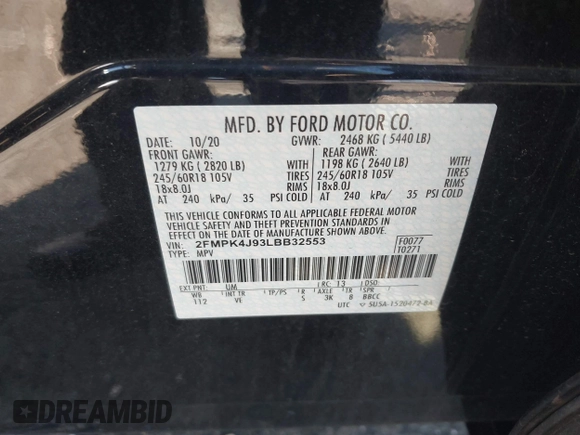 MFD. BY FORD MOTOR CO.
DATE: 10/20 GVWR: 2468 KG ( 5440 LB)
FRONT GAWR: REAR GAWR:
1279 KG ( 2820 LB) WITH 1198 KG ( 2640 LB) WITH
245/60R18 105V TIRES 245/60R18 105V TIRES
18x8.0J RIMS 18x8.0J RIMS
AT 240 kPa/ 35 PSI COLD AT 240 kPa/ 35 PSI COLD
THIS VEHICLE CONFORMS TO ALL APPLICABLE FEDERAL MOTOR
VEHICLE SAFETY AND THEFT PREVENTION STANDARDS IN
EFFECT ON THE DATE OF MANUFACTURE SHOWN ABOVE.
VIN: 2FMPK4J93LBB32553 F0077
TYPE: MPV T0271
EXT PNT: UM RC: 13 DSO:
WB INT TR TP/PS R AXLE TR SPR
112 VE S 3K 8 BBCC
UTC
DREAMBID